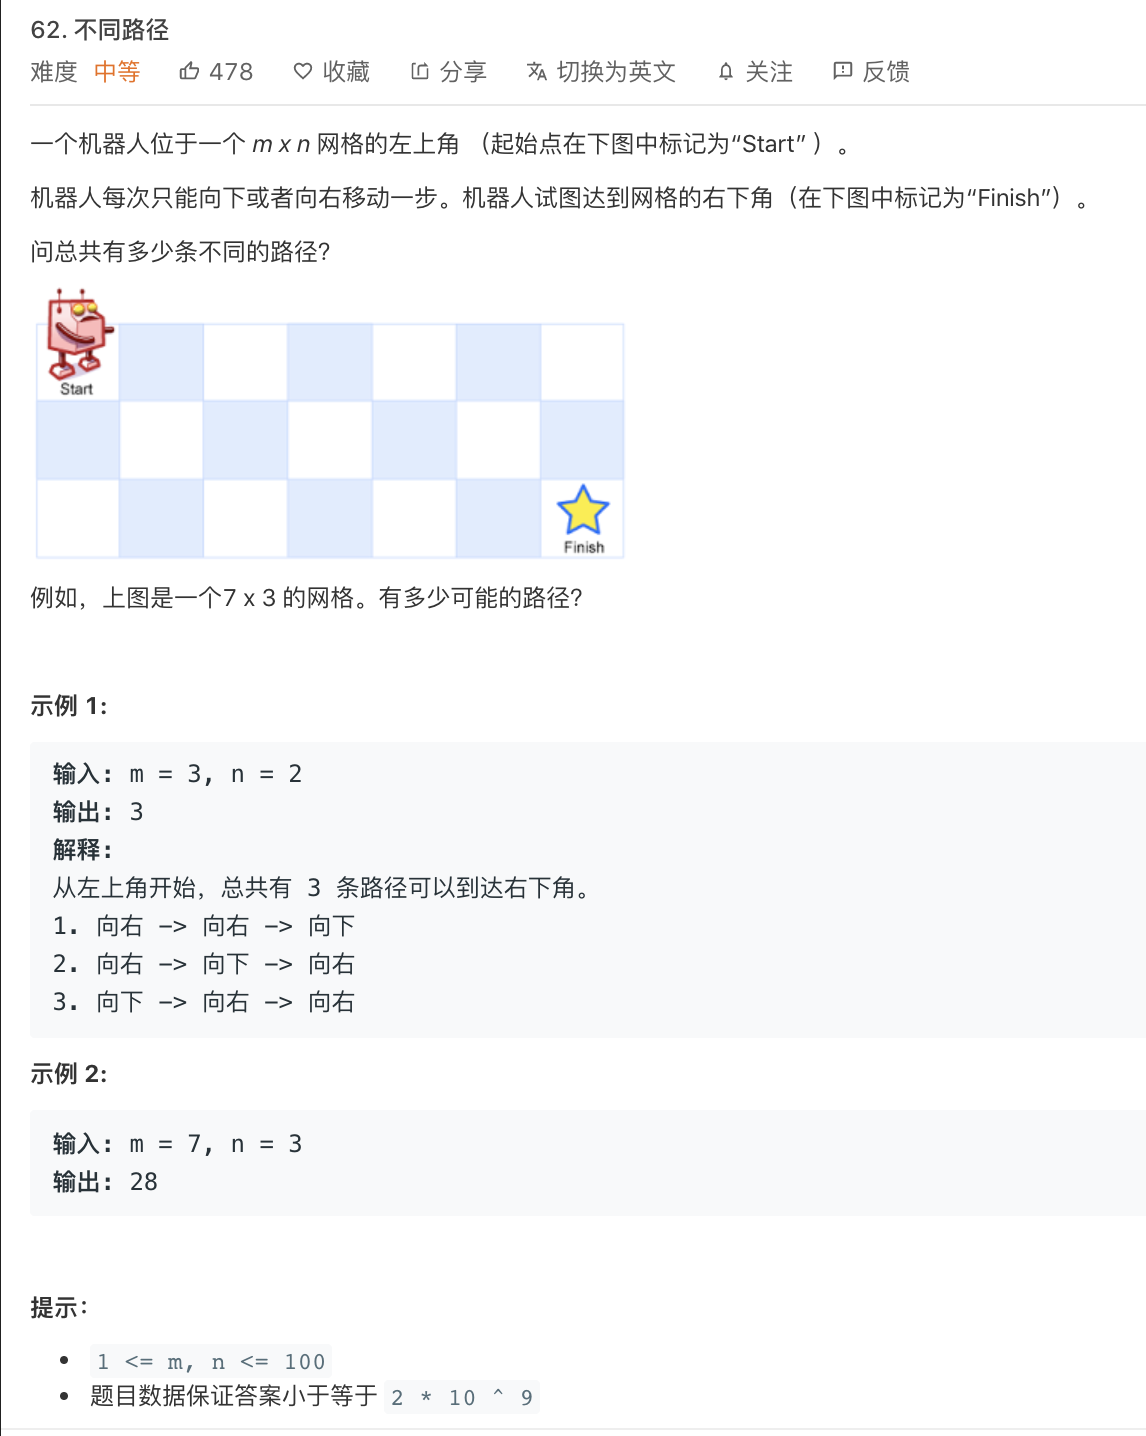 62. 不同路径
难度 中等 478 收藏 分享 切换为英文 关注 反馈
一个机器人位于一个 m x n 网格的左上角 （起始点在下图中标记为“Start” ）。
机器人每次只能向下或者向右移动一步。机器人试图达到网格的右下角（在下图中标记为“Finish”）。
问总共有多少条不同的路径？
Start
Finish
例如，上图是一个7 x 3 的网格。有多少可能的路径？
示例 1:
输入: m = 3, n = 2
输出: 3
解释:
从左上角开始，总共有 3 条路径可以到达右下角。
1. 向右 -> 向右 -> 向下
2. 向右 -> 向下 -> 向右
3. 向下 -> 向右 -> 向右
示例 2:
输入: m = 7, n = 3
输出: 28
提示：
1 <= m, n <= 100
题目数据保证答案小于等于 2 * 10 ^ 9